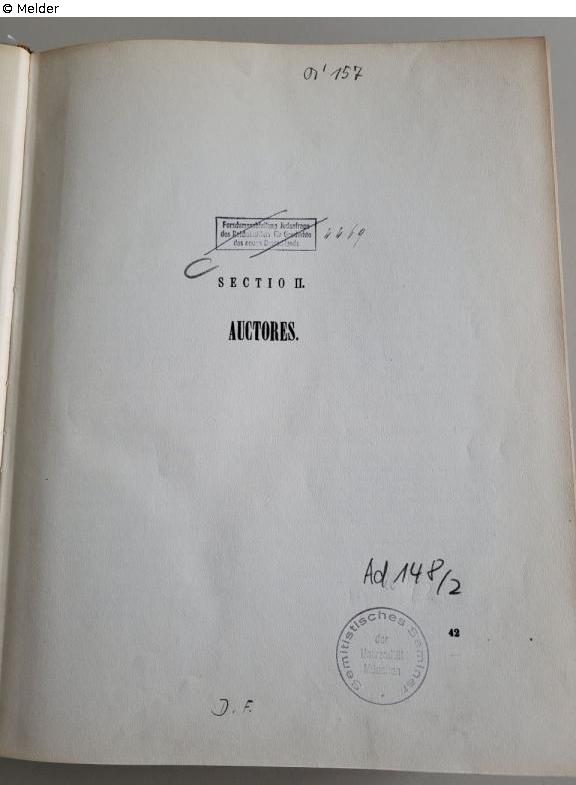 © Melder
157
Forschungsabteilung Judenfrage
des Reichsinstituts für Geschichte
des neuen Deutschlands
4469
SECTIO II.
AUCTORES.
Ad 148/2
42
Semitistisches Seminar
der
Universität
München
D. F.